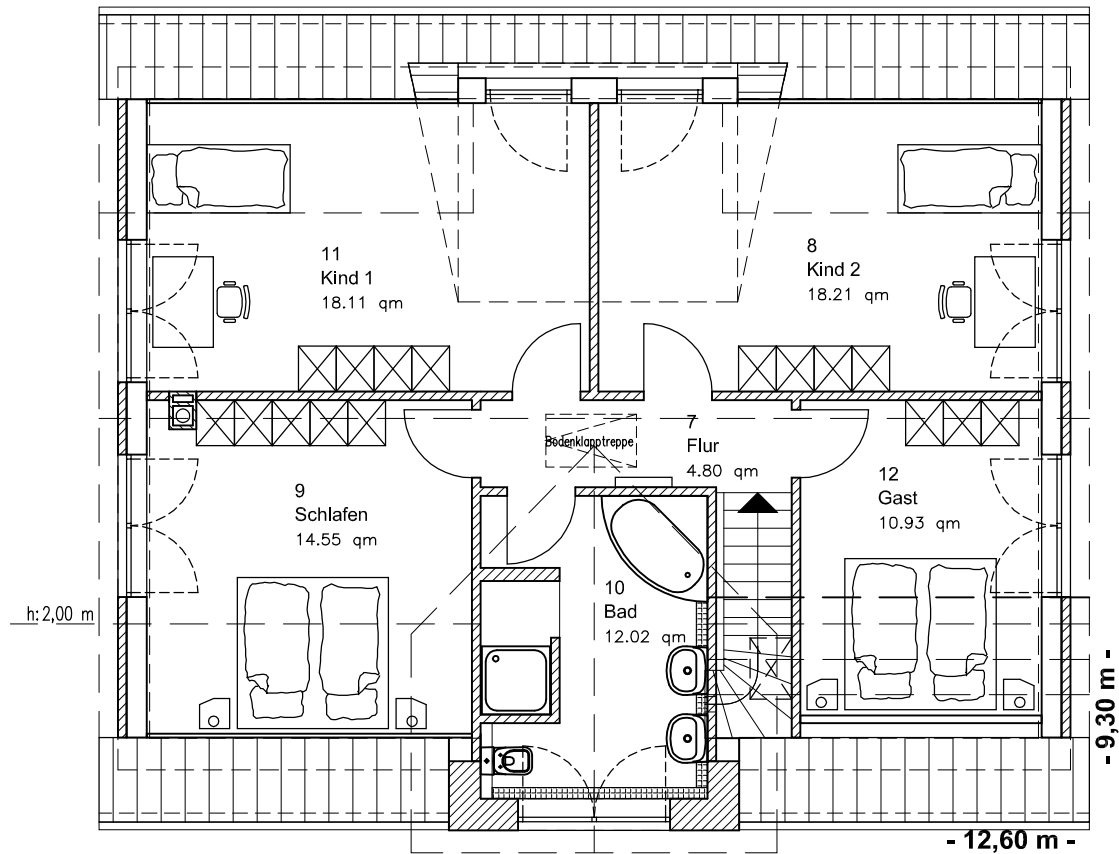 11
Kind 1
18.11 qm
8
Kind 2
18.21 qm
Bodenklapptreppe
7
Flur
4.80 qm
9
Schlafen
14.55 qm
12
Gast
10.93 qm
10
Bad
12.02 qm
h:2,00 m
- 9,30 m -
- 12,60 m -